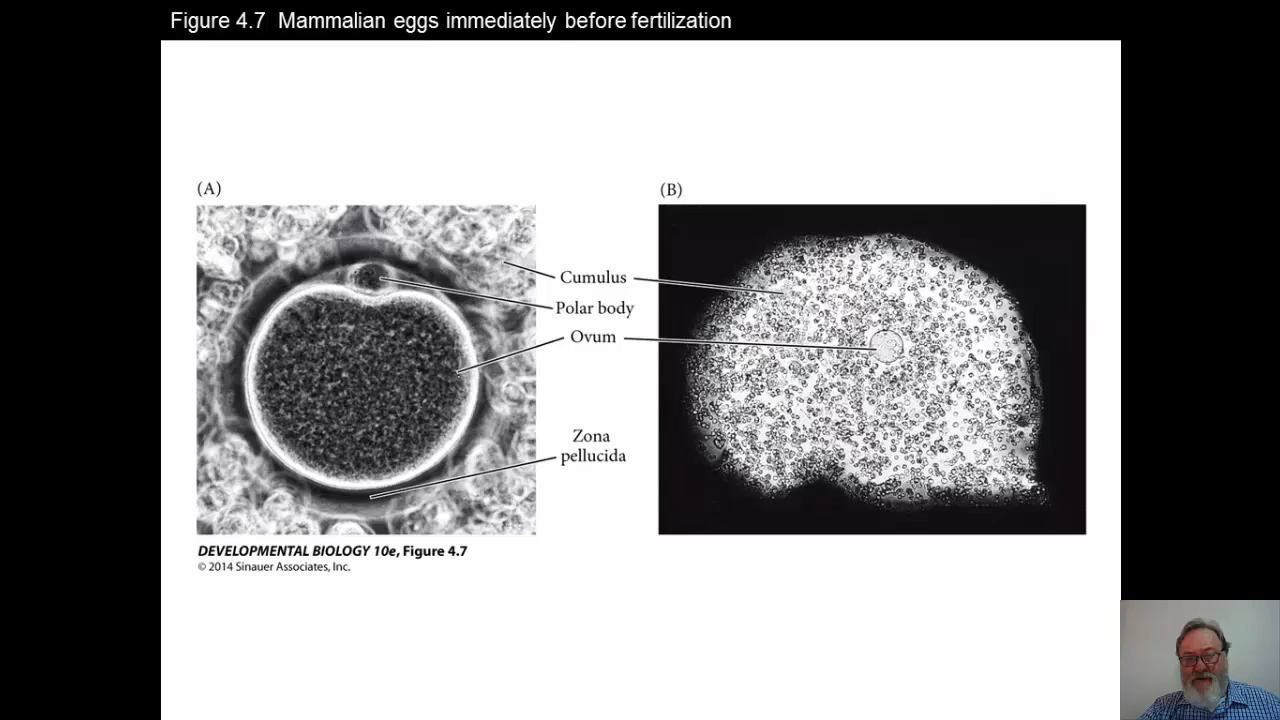 Figure 4.7 Mammalian eggs immediately before fertilization
(A)
(B)
Cumulus
Polar body
Ovum
Zona
pellucida
DEVELOPMENTAL BIOLOGY 10e, Figure 4.7
© 2014 Sinauer Associates, Inc.